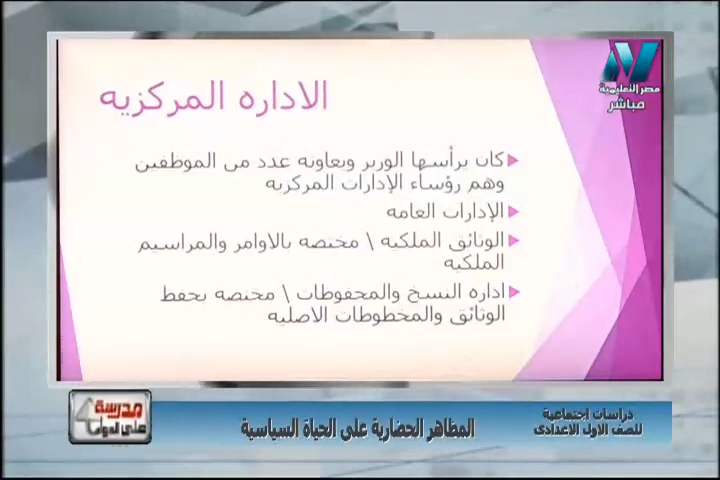 مصر التعليمية
مباشر
الاداره المركزيه
كان يرأسها الوزير ويعاونه عدد من الموظفين
وهم رؤساء الإدارات المركزيه
الإدارات العامه
الوثائق الملكيه \ مختصه بالاوامر والمراسيم
الملكيه
اداره النسخ والمحفوظات \ مختصه بحفظ
الوثائق والمخطوطات الاصليه
دراسات اجتماعية
للصف الاول الاعدادى
المظاهر الحضارية على الحياة السياسية
مدرسة
على الهواء